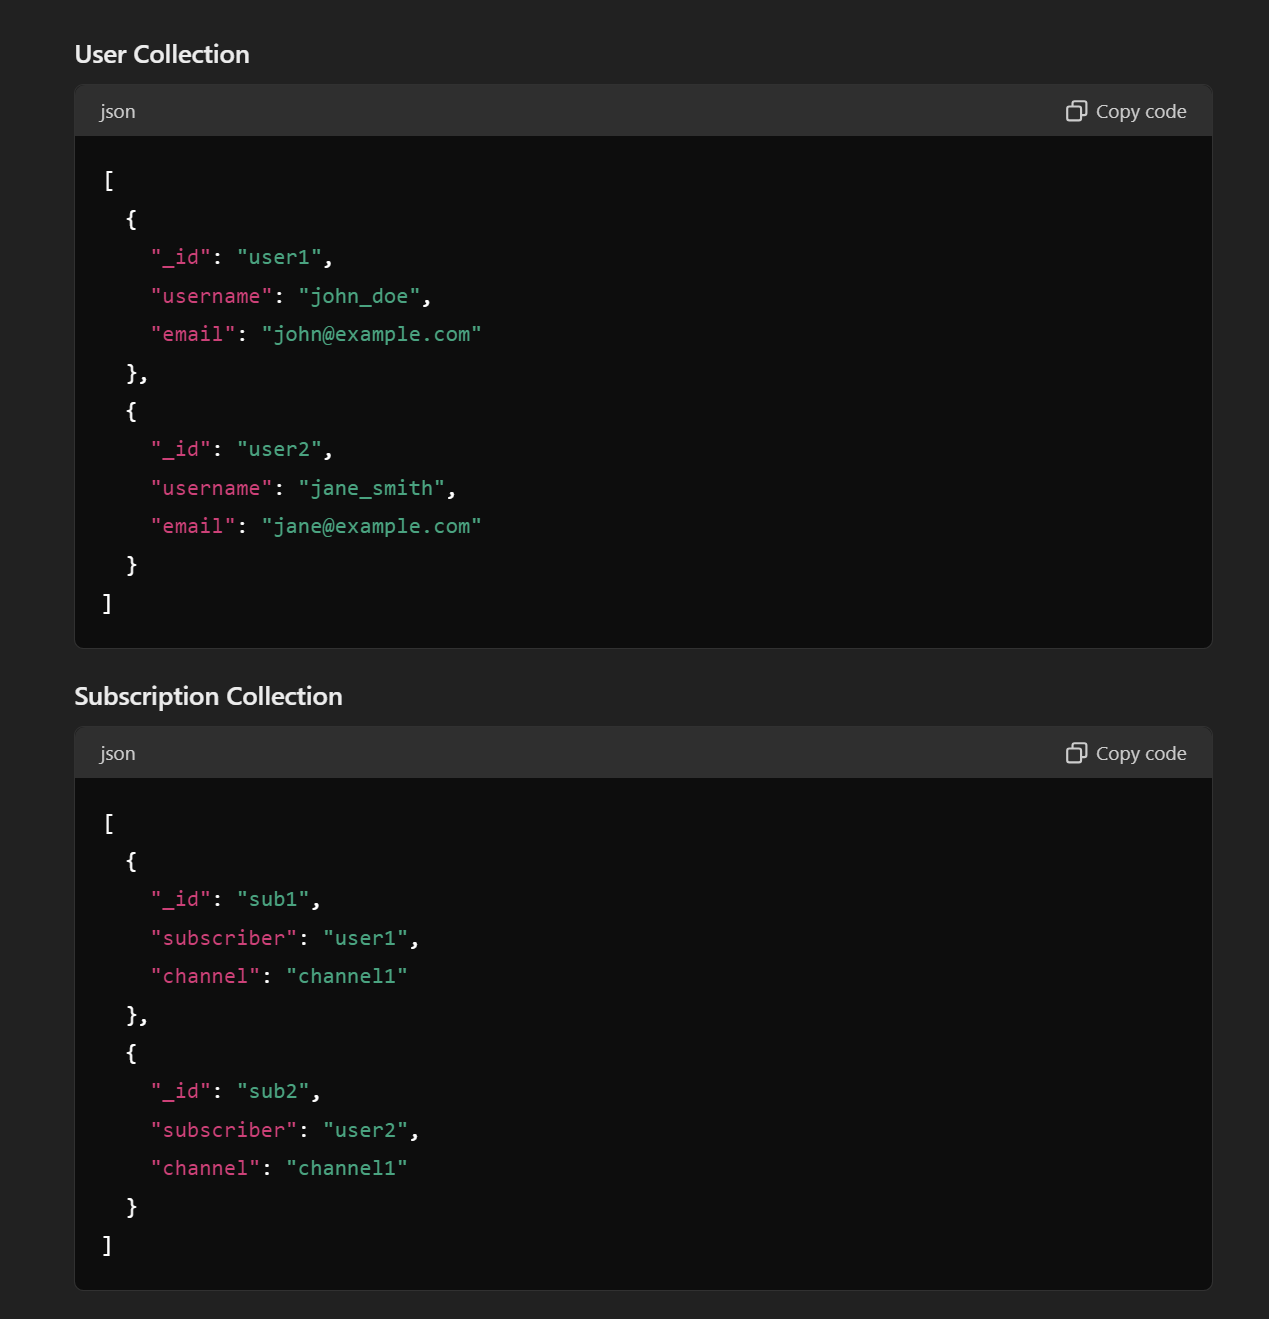 User Collection
json
Copy code
[
  {
    "_id": "user1",
    "username": "john_doe",
    "email": "john@example.com"
  },
  {
    "_id": "user2",
    "username": "jane_smith",
    "email": "jane@example.com"
  }
]
Subscription Collection
json
Copy code
[
  {
    "_id": "sub1",
    "subscriber": "user1",
    "channel": "channel1"
  },
  {
    "_id": "sub2",
    "subscriber": "user2",
    "channel": "channel1"
  }
]